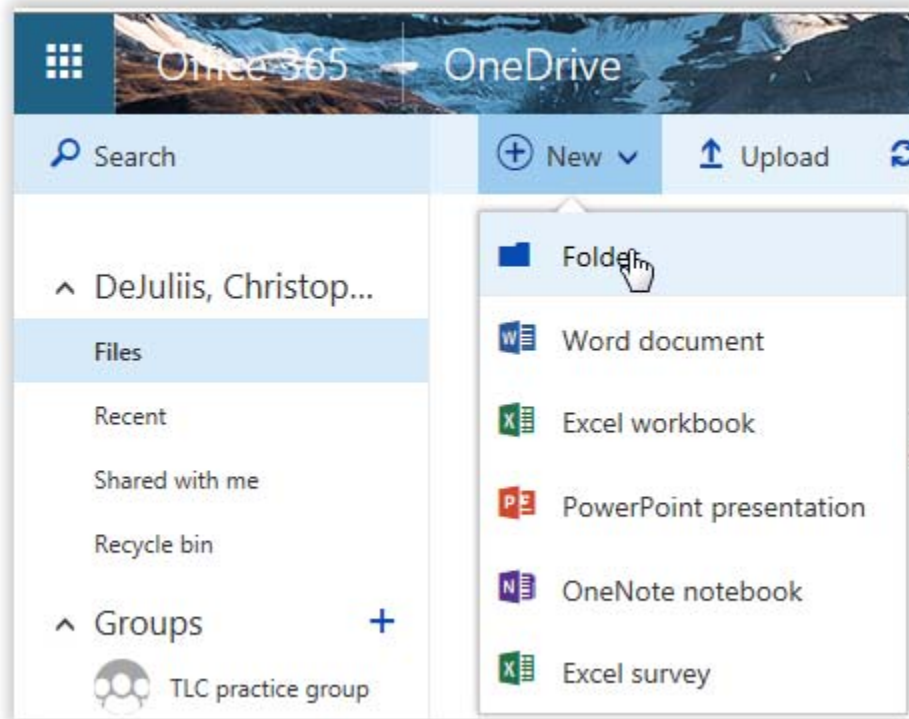 Office 365 OneDrive
Search
New
Upload
DeJuliis, Christop...
Files
Recent
Shared with me
Recycle bin
Groups
TLC practice group
Folder
Word document
Excel workbook
PowerPoint presentation
OneNote notebook
Excel survey